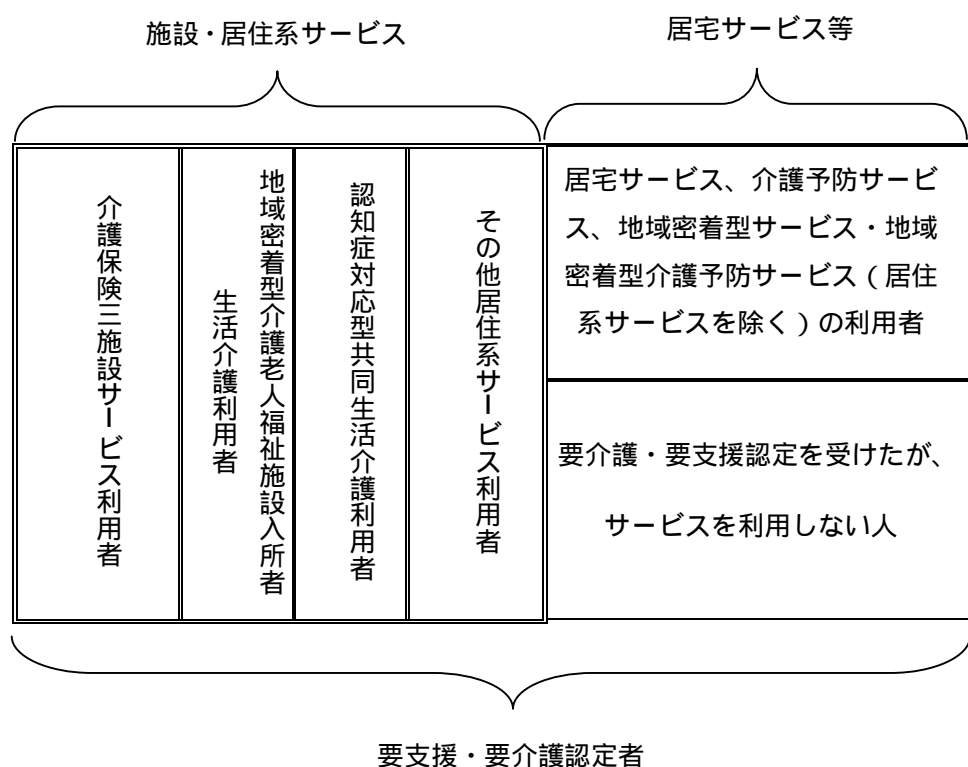 施設・居住系サービス
居宅サービス等
介護保険三施設サービス利用者
地域密着型介護老人福祉施設入所者
生活介護利用者
認知症対応型共同生活介護利用者
その他居住系サービス利用者
居宅サービス、介護予防サービ
ス、地域密着型サービス・地域
密着型介護予防サービス（居住
系サービスを除く）の利用者
要介護・要支援認定を受けたが、
サービスを利用しない人
要支援・要介護認定者